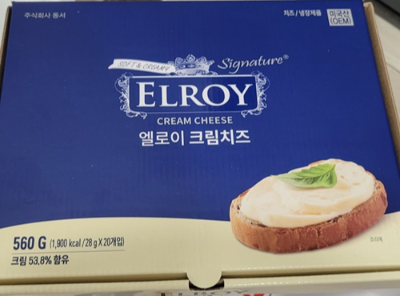 주식회사 동서
치즈/냉장제품
미국산
(OEM)
SOFT & CREAMY
Signature®
ELROY
CREAM CHEESE
엘로이 크림치즈
560 G (1,900 kcal / 28 g X 20개입)
크림 53.8% 함유